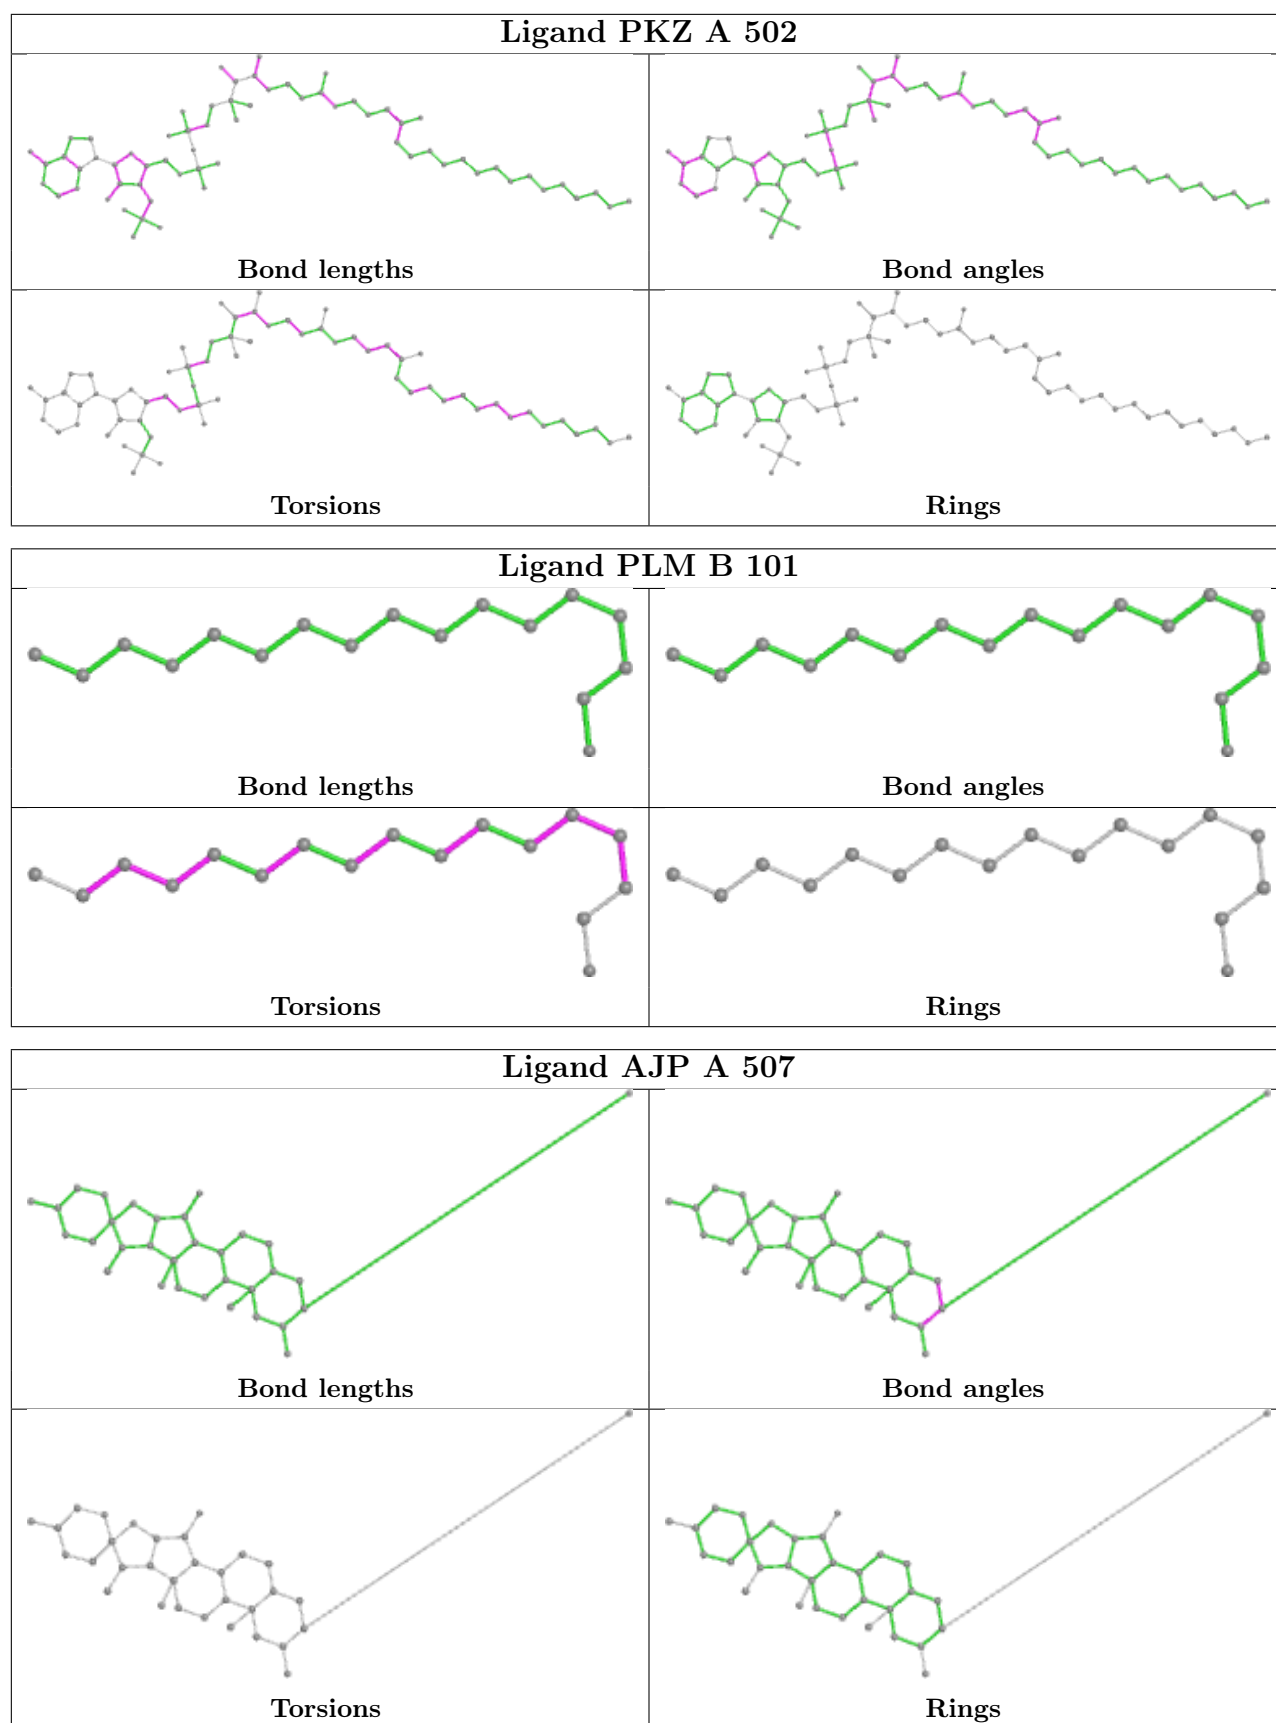 Ligand PKZ A 502
Bond lengths
Bond angles
Torsions
Rings
Ligand PLM B 101
Bond lengths
Bond angles
Torsions
Rings
Ligand AJP A 507
Bond lengths
Bond angles
Torsions
Rings